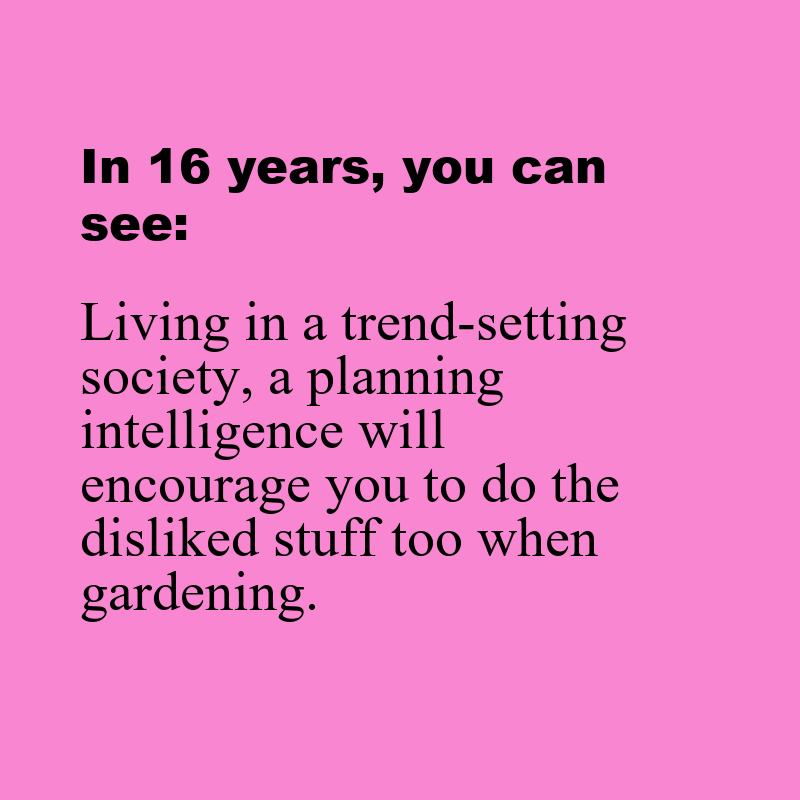 In 16 years, you can
see:
Living in a trend-setting
society, a planning
intelligence will
encourage you to do the
disliked stuff too when
gardening.